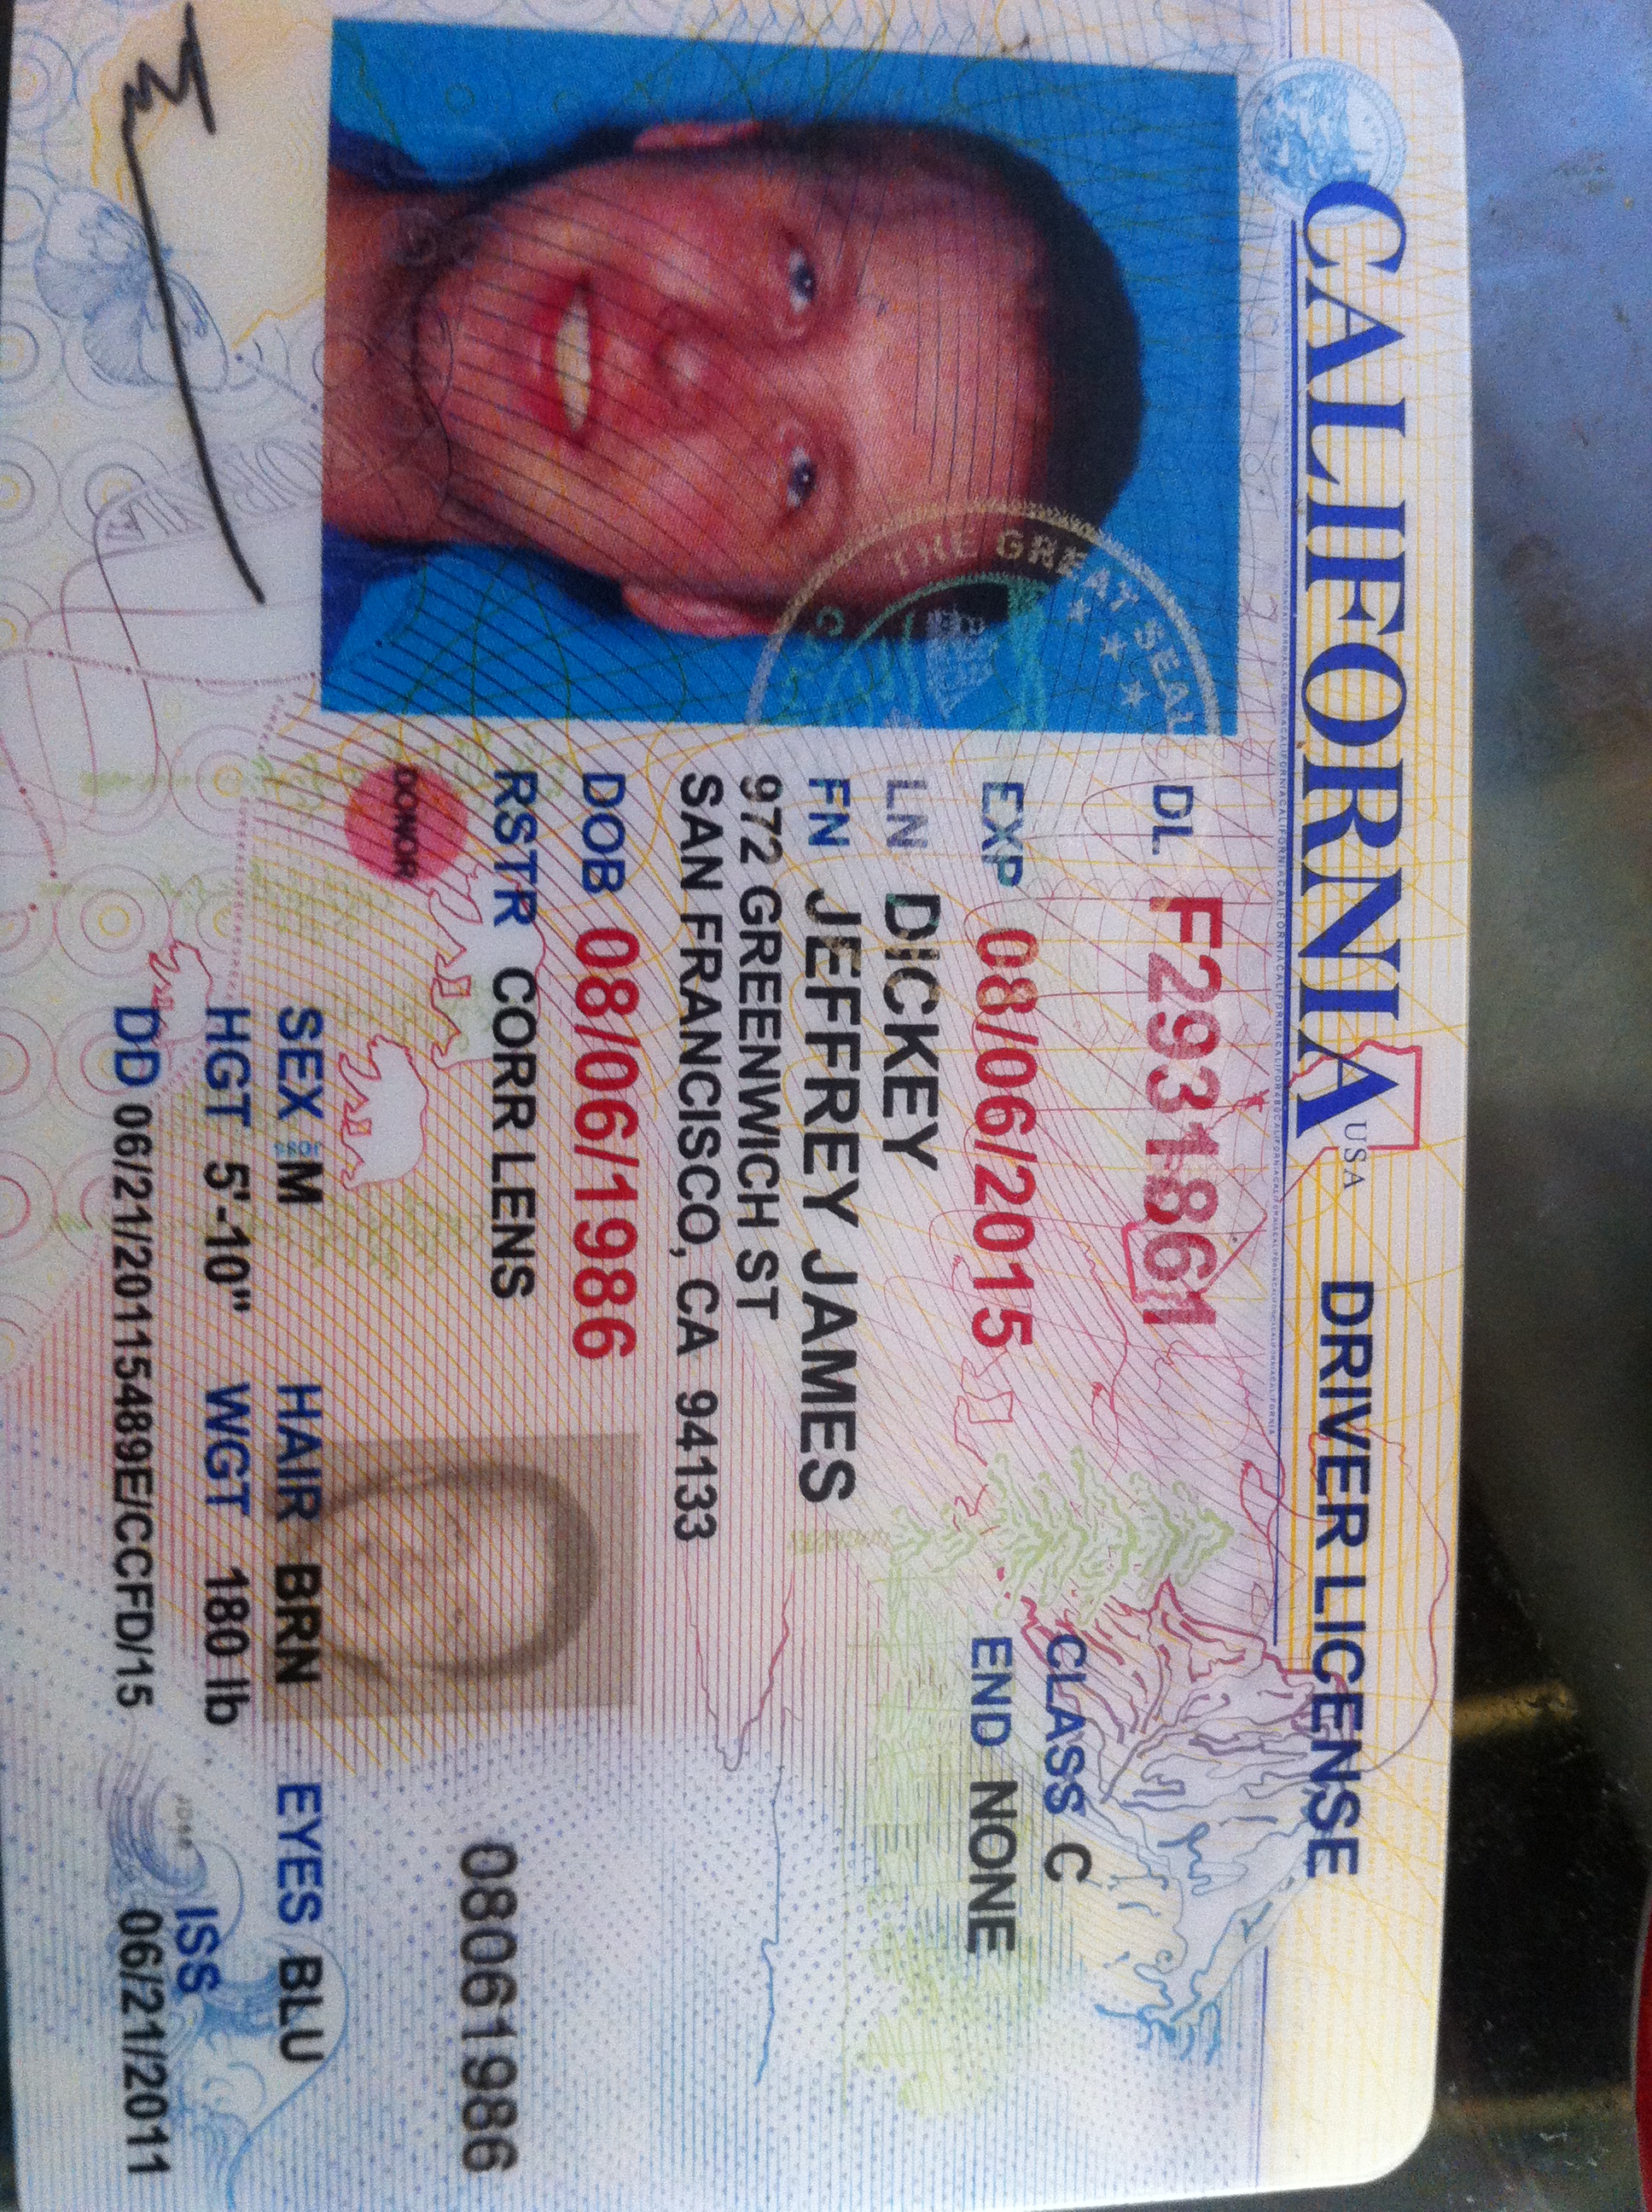 CALIFORNIA USA DRIVER LICENSE
DL F2931861
EXP 08/06/2015
CLASS C
END NONE
LN DICKEY
FN JEFFREY JAMES
972 GREENWICH ST
SAN FRANCISCO, CA 94133
DOB 08/06/1986
RSTR CORR LENS
08061986
DONOR
SEX M HAIR BRN EYES BLU
HGT 5'-10" WGT 180 lb
ISS
DD 06/21/20115489E/CCFD/15 06/21/2011
THE GREAT SEAL